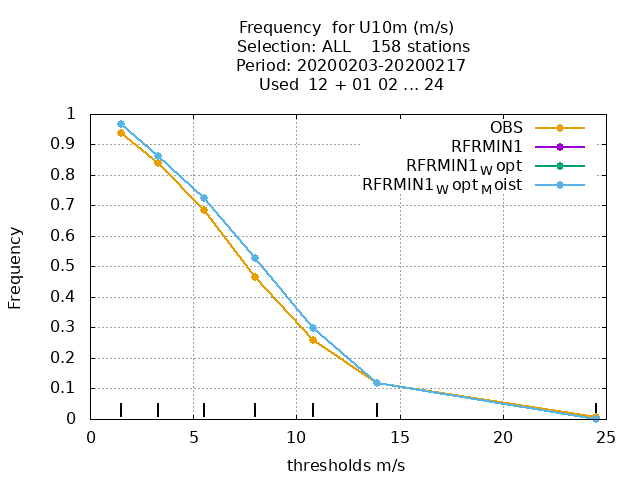 Frequency  for U10m (m/s)
Selection: ALL    158 stations
Period: 20200203-20200217
Used  12 + 01 02 ... 24
OBS
RFRMIN1
RFRMIN1Wopt
RFRMIN1WoptMoist
1
0.9
0.8
0.7
0.6
0.5
0.4
0.3
0.2
0.1
0
Frequency
0 5 10 15 20 25
thresholds m/s